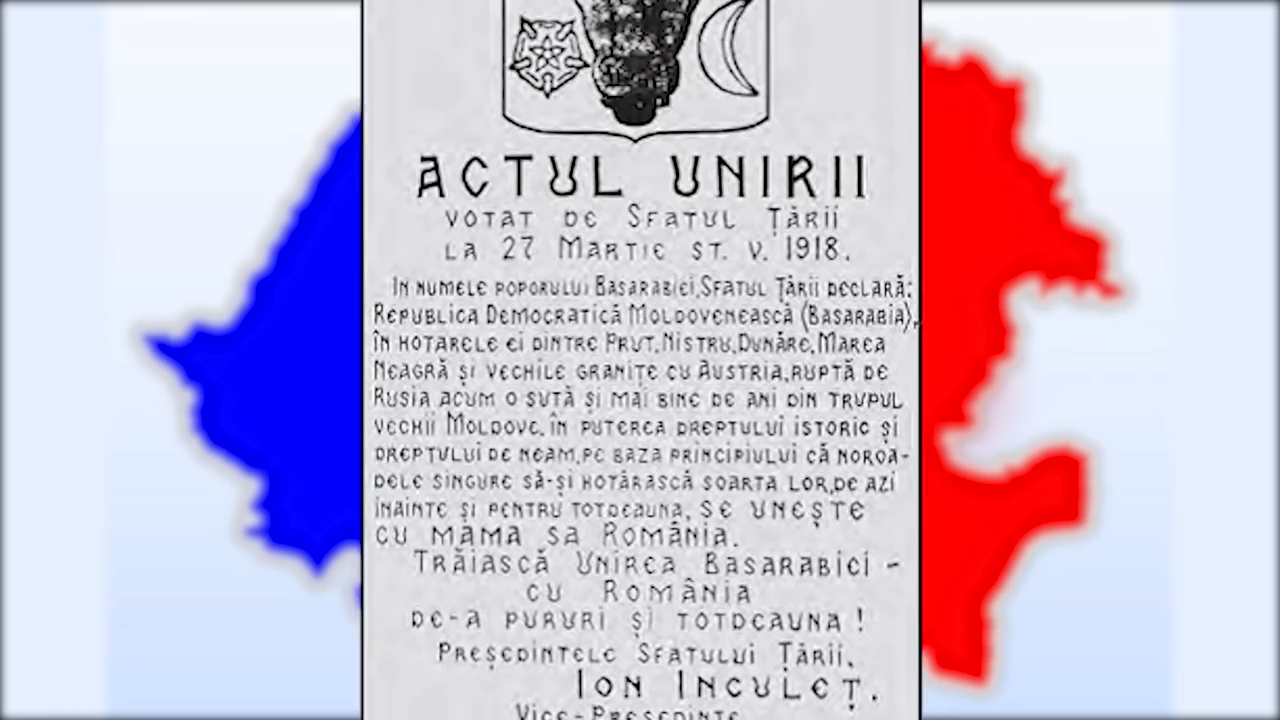 ACTUL UNIRII
VOTAT DE SFATUL ȚĂRII
LA 27 MARTIE ST. V. 1918.
IN NUMELE POPORULUI BASARABIEI, SFATUL ȚĂRII DECLARĂ:
REPUBLICA DEMOCRATICĂ MOLDOVENEASCĂ (BASARABIA),
ÎN HOTARELE EI DINTRE PRUT, NISTRU, DUNĂRE, MAREA
NEAGRĂ ȘI VECHILE GRANIȚE CU AUSTRIA, RUPTĂ DE
RUSIA ACUM O SUTĂ ȘI MAI BINE DE ANI DIN TRUPUL
VECHII MOLDOVE, ÎN PUTEREA DREPTULUI ISTORIC ȘI
DREPTULUI DE NEAM, PE BAZA PRINCIPIULUI CĂ NOROA-
DELE SINGURE SĂ-ȘI HOTĂRASCĂ SOARTA LOR, DE AZI
ÎNAINTE ȘI PENTRU TOTDEAUNA, SE UNEȘTE
CU MAMA SA ROMÂNIA.
TRĂIASCĂ UNIREA BASARABIEI -
CU ROMÂNIA
DE-A PURURI ȘI TOTDEAUNA!
PREȘEDINTELE SFATULUI ȚĂRII,
ION INCULEȚ.
VICE-PREȘEDINTE